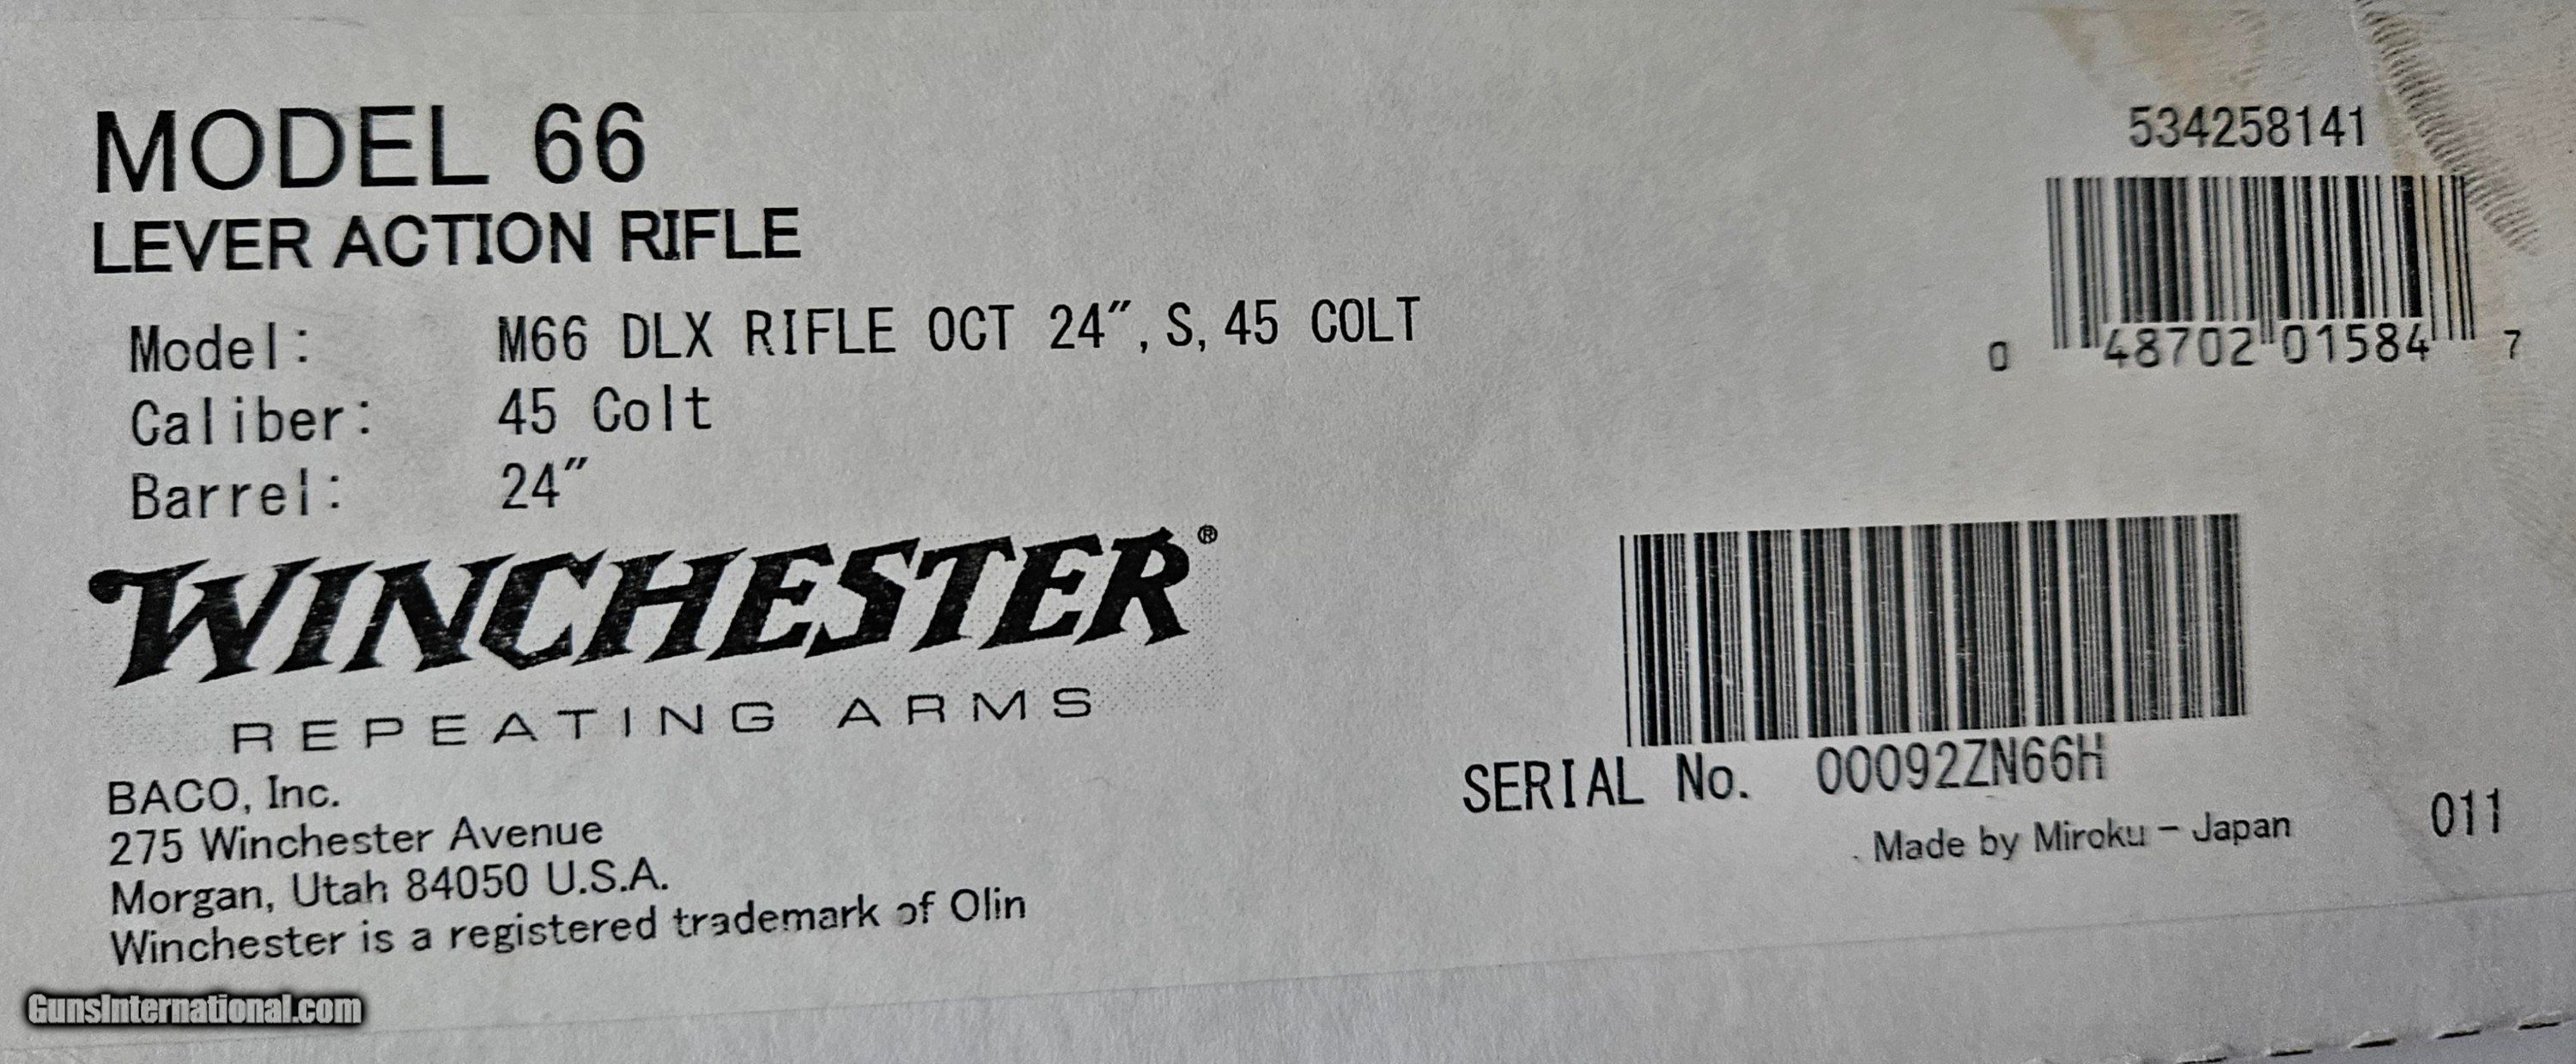 MODEL 66
LEVER ACTION RIFLE
Model: M66 DLX RIFLE OCT 24″, S, 45 COLT
Caliber: 45 Colt
Barrel: 24″
WINCHESTER®
REPEATING ARMS
BACO, Inc.
275 Winchester Avenue
Morgan, Utah 84050 U.S.A.
Winchester is a registered trademark of Olin
534258141
0 48702 01584 7
SERIAL No. 00092ZN66H
Made by Miroku - Japan
011
GunsInternational.com